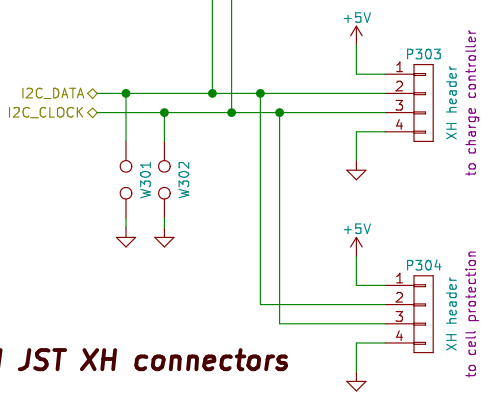 +5V
P303
1
2
3
4
XH header
to charge controller
I2C_DATA
I2C_CLOCK
W301
W302
+5V
P304
1
2
3
4
XH header
to cell protection
JST XH connectors